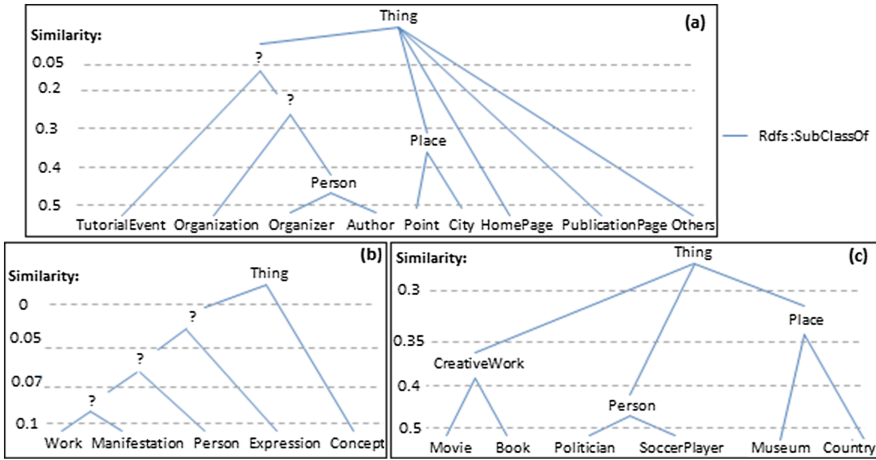 Thing
(a)
Similarity:
0.05
?
0.2
?
0.3
Place
Rdfs:SubClassOf
0.4
Person
0.5
TutorialEvent Organization Organizer Author Point City HomePage PublicationPage Others
(b)
Similarity:
Thing
0
?
0.05
?
0.07
?
0.1
Work Manifestation Person Expression Concept
(c)
Similarity:
Thing
0.3
Place
0.35
CreativeWork
0.4
Person
0.5
Movie Book Politician SoccerPlayer Museum Country